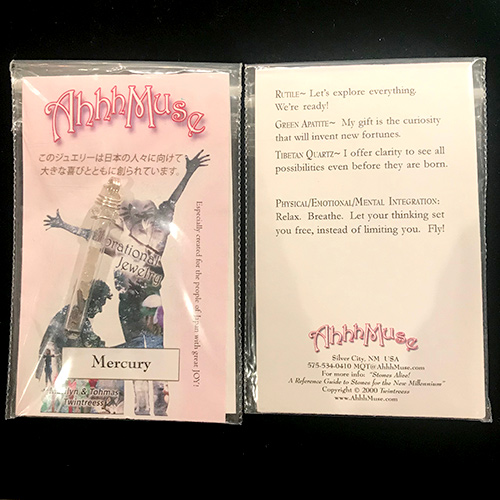 AhhhMuse
このジュエリーは日本の人々に向けて
大きな喜びとともに創られています。
Especially created for the people of Japan with great JOY!
Jewelry
Mercury
& Tohmas
Twintreess
RUTILE~ Let's explore everything.
We're ready!
GREEN APATITE~ My gift is the curiosity
that will invent new fortunes.
TIBETAN QUARTZ~ I offer clarity to see all
possibilities even before they are born.
PHYSICAL/EMOTIONAL/MENTAL INTEGRATION:
Relax. Breathe. Let your thinking set
you free, instead of limiting you. Fly!
AhhhMuse
Silver City, NM USA
575-534-0410 MQT@AhhhMuse.com
For more info: "Stones Alive!
A Reference Guide to Stones for the New Millennium"
Copyright © 2000 Twintreess
www.AhhhMuse.com